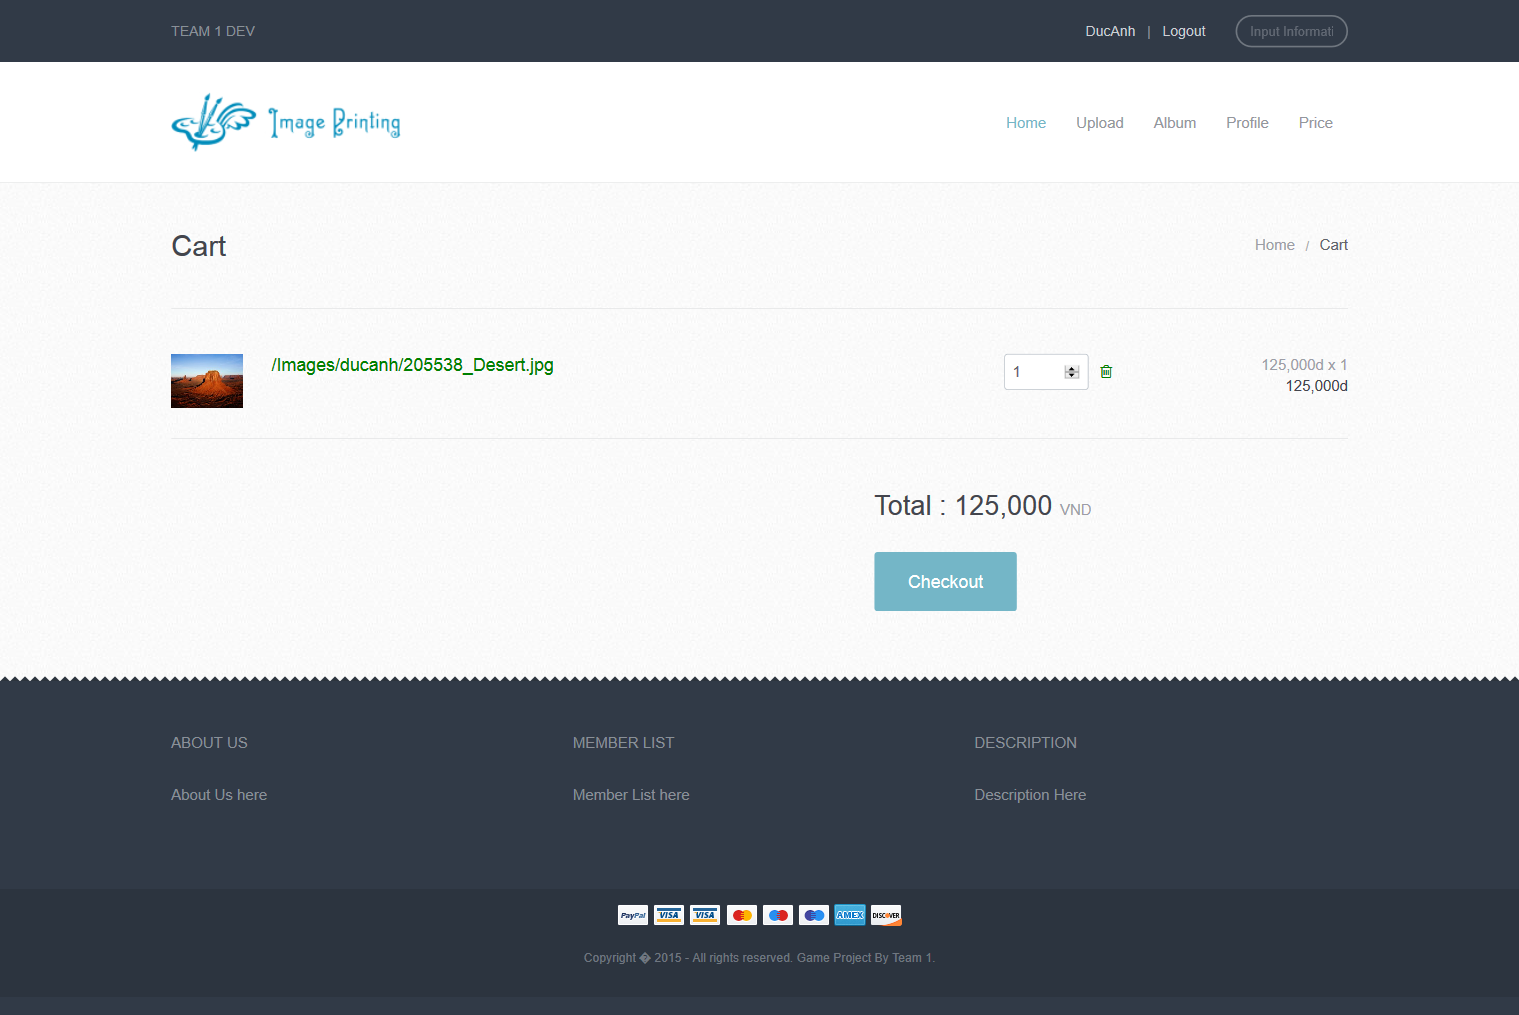 TEAM 1 DEV
DucAnh | Logout
Input Informati
Image Printing
Home Upload Album Profile Price
Cart
Home / Cart
/Images/ducanh/205538_Desert.jpg
1
125,000d x 1
125,000d
Total : 125,000 VND
Checkout
ABOUT US
MEMBER LIST
DESCRIPTION
About Us here
Member List here
Description Here
PayPal VISA VISA AMEX DISCOVER
Copyright � 2015 - All rights reserved. Game Project By Team 1.